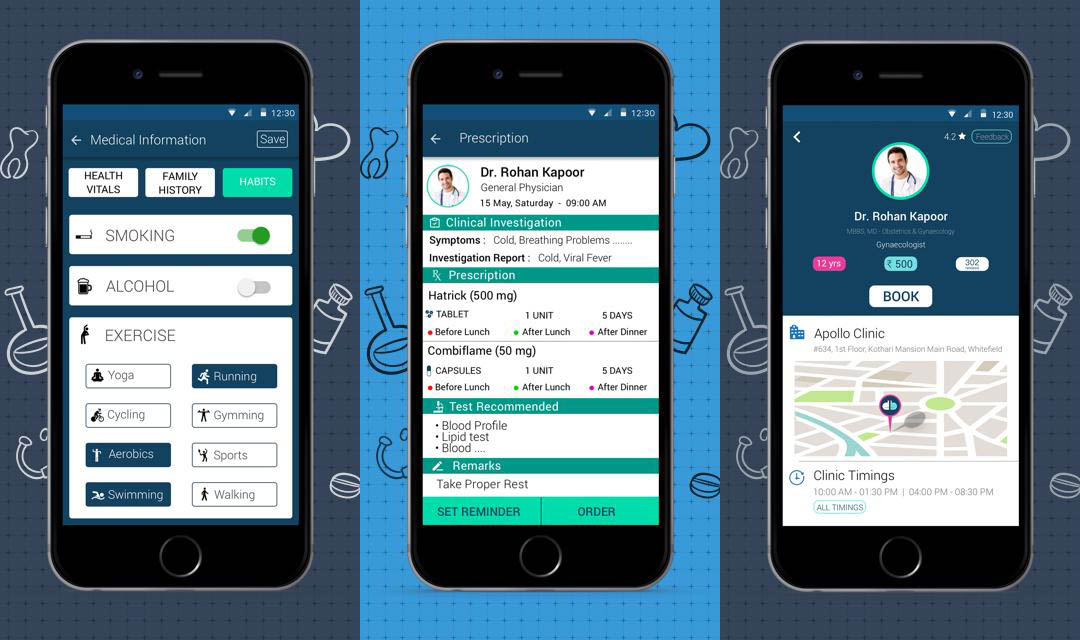 12:30
Medical Information
Save
HEALTH
VITALS
FAMILY
HISTORY
HABITS
SMOKING
ALCOHOL
EXERCISE
Yoga
Running
Cycling
Gymming
Aerobics
Sports
Swimming
Walking
12:30
Prescription
Dr. Rohan Kapoor
General Physician
15 May, Saturday - 09:00 AM
Clinical Investigation
Symptoms : Cold, Breathing Problems ........
Investigation Report : Cold, Viral Fever
Prescription
Hatrick (500 mg)
TABLET 1 UNIT 5 DAYS
Before Lunch After Lunch After Dinner
Combiflame (50 mg)
CAPSULES 1 UNIT 5 DAYS
Before Lunch After Lunch After Dinner
Test Recommended
• Blood Profile
• Lipid test
• Blood ....
Remarks
Take Proper Rest
SET REMINDER ORDER
12:30
4.2 ★ Feedback
Dr. Rohan Kapoor
MBBS, MD - Obstetrics & Gynaecology
Gynaecologist
12 yrs
₹ 500
302
reviews
BOOK
Apollo Clinic
#634, 1st Floor, Kothari Mansion Main Road, Whitefield
Clinic Timings
10:00 AM - 01:30 PM | 04:00 PM - 08:30 PM
ALL TIMINGS